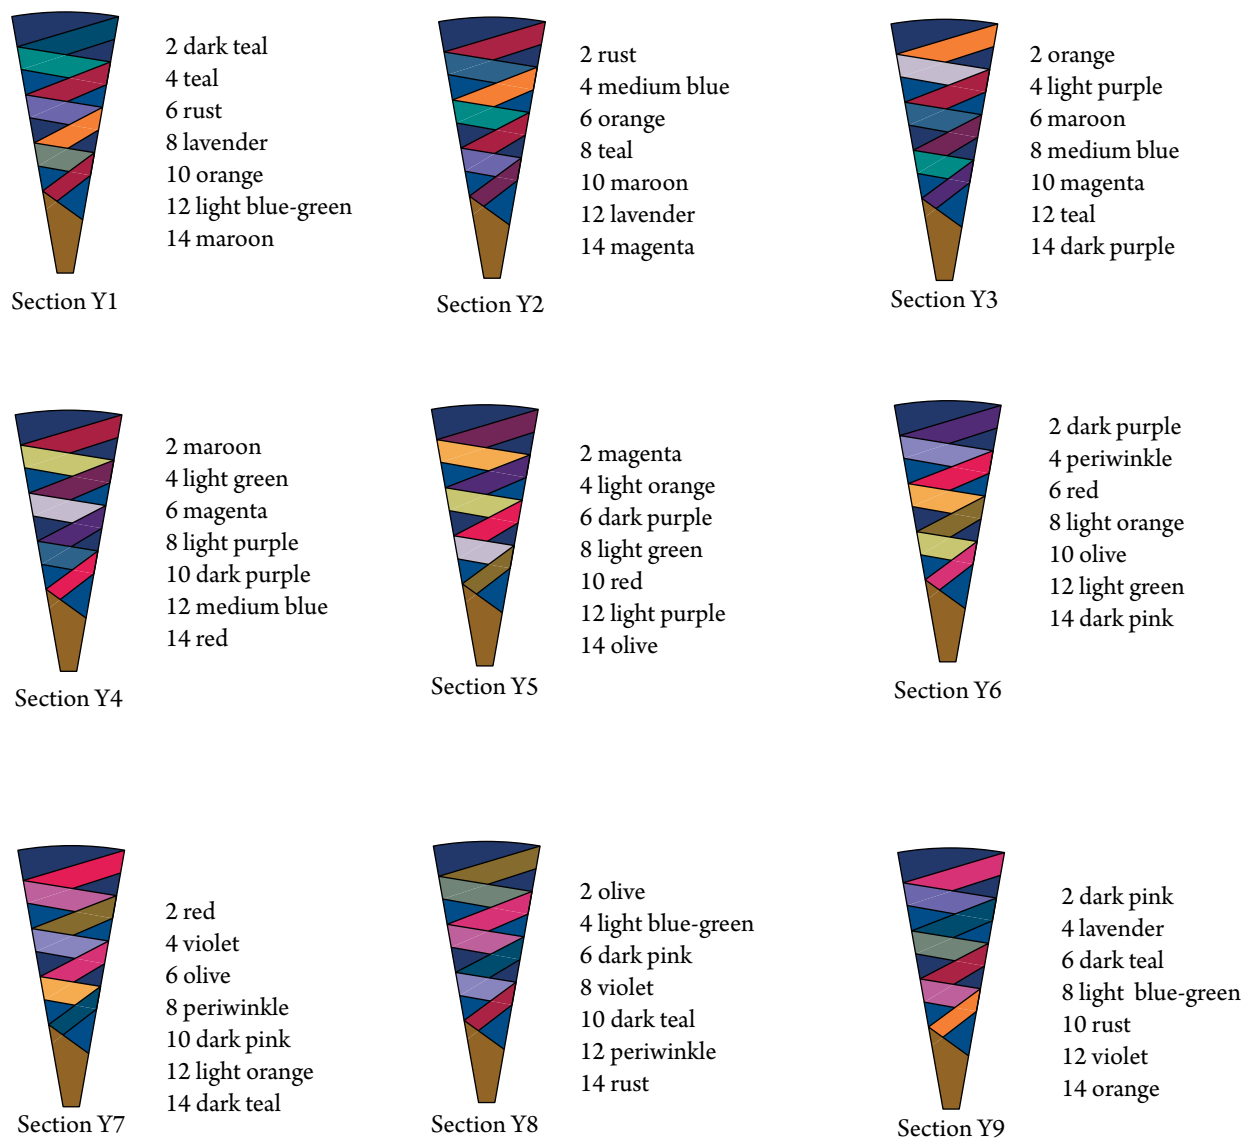 2 dark teal
4 teal
6 rust
8 lavender
10 orange
12 light blue-green
14 maroon
Section Y1
2 rust
4 medium blue
6 orange
8 teal
10 maroon
12 lavender
14 magenta
Section Y2
2 orange
4 light purple
6 maroon
8 medium blue
10 magenta
12 teal
14 dark purple
Section Y3
2 maroon
4 light green
6 magenta
8 light purple
10 dark purple
12 medium blue
14 red
Section Y4
2 magenta
4 light orange
6 dark purple
8 light green
10 red
12 light purple
14 olive
Section Y5
2 dark purple
4 periwinkle
6 red
8 light orange
10 olive
12 light green
14 dark pink
Section Y6
2 red
4 violet
6 olive
8 periwinkle
10 dark pink
12 light orange
14 dark teal
Section Y7
2 olive
4 light blue-green
6 dark pink
8 violet
10 dark teal
12 periwinkle
14 rust
Section Y8
2 dark pink
4 lavender
6 dark teal
8 light  blue-green
10 rust
12 violet
14 orange
Section Y9